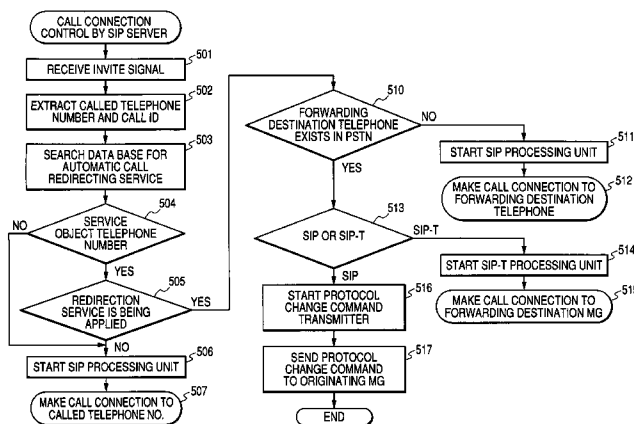 CALL CONNECTION
CONTROL BY SIP SERVER
501
RECEIVE INVITE SIGNAL
502
EXTRACT CALLED TELEPHONE
NUMBER AND CALL ID
503
SEARCH DATA BASE FOR
AUTOMATIC CALL
REDIRECTING SERVICE
504
NO
SERVICE
OBJECT TELEPHONE
NUMBER
YES
505
REDIRECTION
SERVICE IS BEING
APPLIED
YES
NO
506
START SIP PROCESSING UNIT
507
MAKE CALL CONNECTION TO
CALLED TELEPHONE NO.
510
FORWARDING
DESTINATION TELEPHONE
EXISTS IN PSTN
NO
YES
511
START SIP PROCESSING UNIT
512
MAKE CALL CONNECTION TO
FORWARDING DESTINATION
TELEPHONE
513
SIP OR SIP-T
SIP-T
SIP
514
START SIP-T PROCESSING UNIT
515
MAKE CALL CONNECTION TO
FORWARDING DESTINATION MG
516
START PROTOCOL
CHANGE COMMAND
TRANSMITTER
517
SEND PROTOCOL
CHANGE COMMAND
TO ORIGINATING MG
END